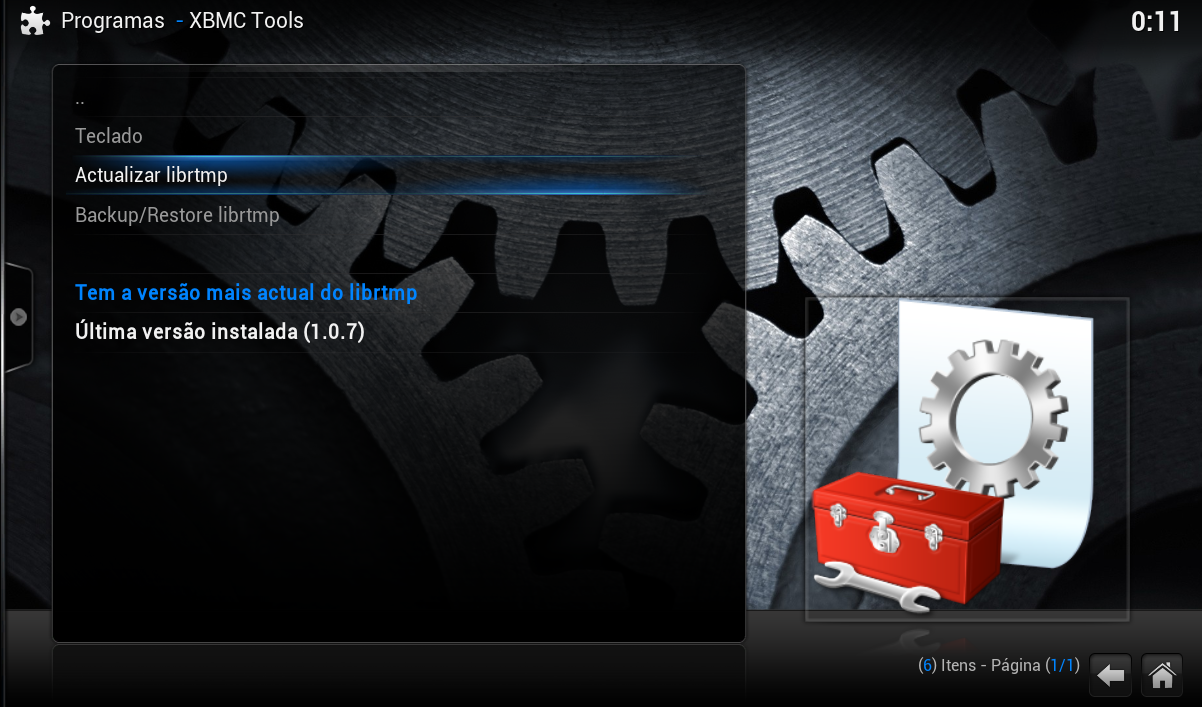 Programas - XBMC Tools
0:11
..
Teclado
Actualizar librtmp
Backup/Restore librtmp
Tem a versão mais actual do librtmp
Última versão instalada (1.0.7)
(6) Itens - Página (1/1)